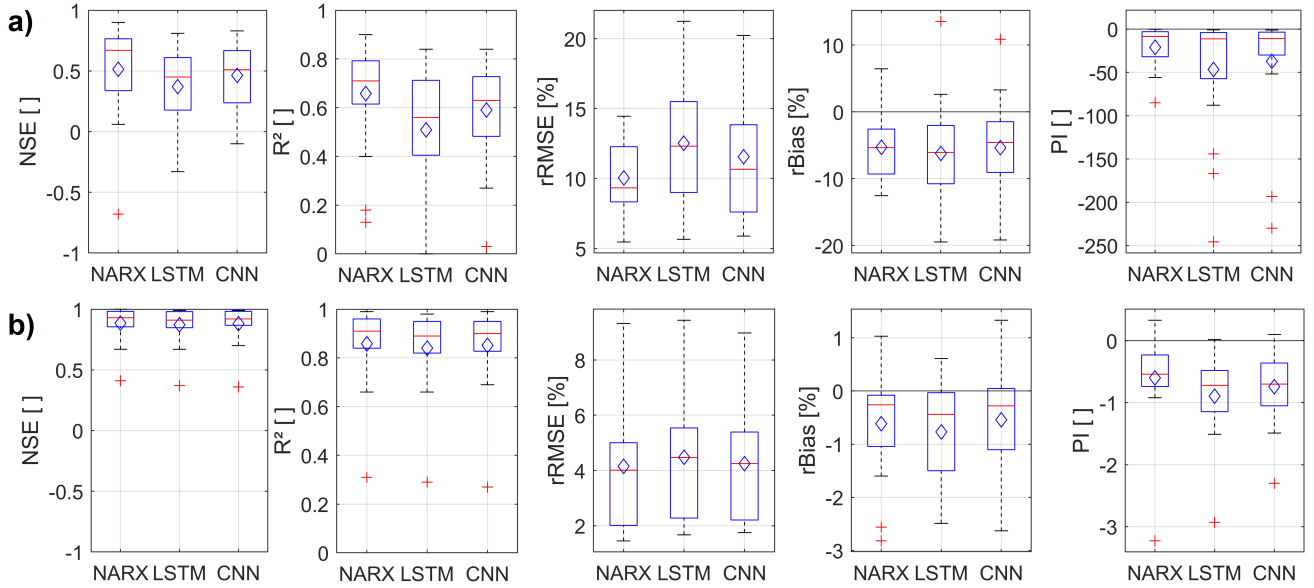 a)
NSE [ ]
1
0.5
0
-0.5
-1
NARX LSTM CNN
R² [ ]
1
0.8
0.6
0.4
0.2
0
NARX LSTM CNN
rRMSE [%]
20
15
10
5
NARX LSTM CNN
rBias [%]
10
0
-10
-20
NARX LSTM CNN
PI [ ]
0
-50
-100
-150
-200
-250
NARX LSTM CNN
b)
NSE [ ]
1
0.5
0
-0.5
-1
NARX LSTM CNN
R² [ ]
1
0.8
0.6
0.4
0.2
0
NARX LSTM CNN
rRMSE [%]
8
6
4
2
NARX LSTM CNN
rBias [%]
1
0
-1
-2
-3
NARX LSTM CNN
PI [ ]
0
-1
-2
-3
NARX LSTM CNN